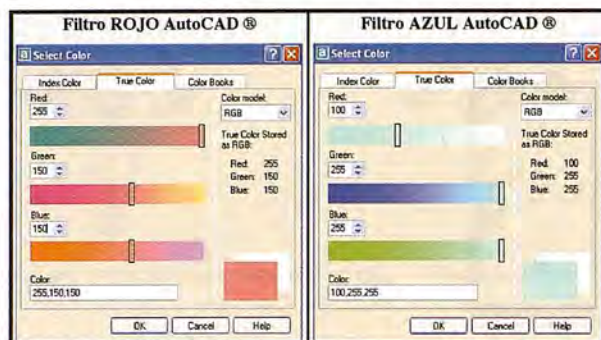 Filtro ROJO AutoCAD ®
Select Color
Index Color
True Color
Color Books
Red:
255
Color model:
RGB
True Color Stored
as RGB:
Red: 255
Green: 150
Blue: 150
Green:
150
Blue:
150
Color:
255,150,150
OK
Cancel
Help
Filtro AZUL AutoCAD ®
Select Color
Index Color
True Color
Color Books
Red:
100
Color model:
RGB
True Color Stored
as RGB:
Red: 100
Green: 255
Blue: 255
Green:
255
Blue:
255
Color:
100,255,255
OK
Cancel
Help